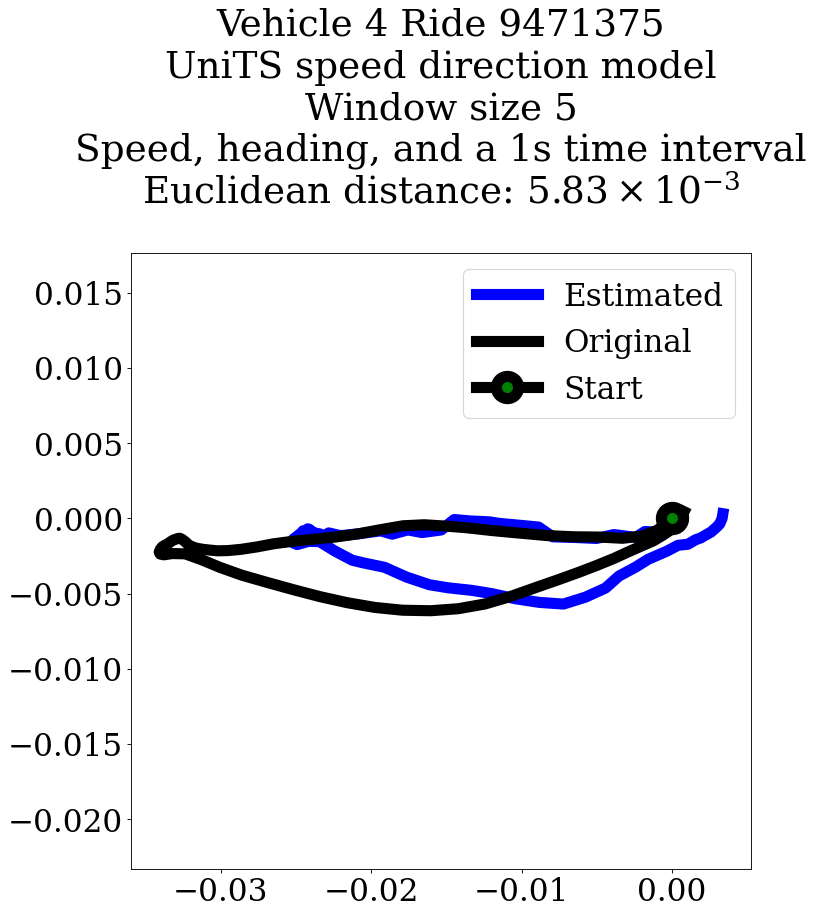 Vehicle 4 Ride 9471375
UniTS speed direction model
Window size 5
Speed, heading, and a 1s time interval
Euclidean distance: 5.83 × 10⁻³
Estimated
Original
Start
0.015
0.010
0.005
0.000
−0.005
−0.010
−0.015
−0.020
−0.03 −0.02 −0.01 0.00